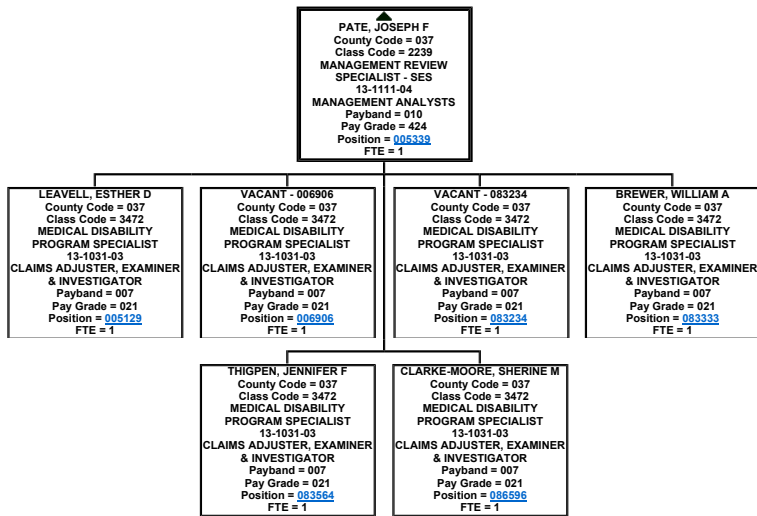 PATE, JOSEPH F
County Code = 037
Class Code = 2239
MANAGEMENT REVIEW
SPECIALIST - SES
13-1111-04
MANAGEMENT ANALYSTS
Payband = 010
Pay Grade = 424
Position = 005339
FTE = 1
LEAVELL, ESTHER D
County Code = 037
Class Code = 3472
MEDICAL DISABILITY
PROGRAM SPECIALIST
13-1031-03
CLAIMS ADJUSTER, EXAMINER
& INVESTIGATOR
Payband = 007
Pay Grade = 021
Position = 005129
FTE = 1
VACANT - 006906
County Code = 037
Class Code = 3472
MEDICAL DISABILITY
PROGRAM SPECIALIST
13-1031-03
CLAIMS ADJUSTER, EXAMINER
& INVESTIGATOR
Payband = 007
Pay Grade = 021
Position = 006906
FTE = 1
VACANT - 083234
County Code = 037
Class Code = 3472
MEDICAL DISABILITY
PROGRAM SPECIALIST
13-1031-03
CLAIMS ADJUSTER, EXAMINER
& INVESTIGATOR
Payband = 007
Pay Grade = 021
Position = 083234
FTE = 1
BREWER, WILLIAM A
County Code = 037
Class Code = 3472
MEDICAL DISABILITY
PROGRAM SPECIALIST
13-1031-03
CLAIMS ADJUSTER, EXAMINER
& INVESTIGATOR
Payband = 007
Pay Grade = 021
Position = 083333
FTE = 1
THIGPEN, JENNIFER F
County Code = 037
Class Code = 3472
MEDICAL DISABILITY
PROGRAM SPECIALIST
13-1031-03
CLAIMS ADJUSTER, EXAMINER
& INVESTIGATOR
Payband = 007
Pay Grade = 021
Position = 083564
FTE = 1
CLARKE-MOORE, SHERINE M
County Code = 037
Class Code = 3472
MEDICAL DISABILITY
PROGRAM SPECIALIST
13-1031-03
CLAIMS ADJUSTER, EXAMINER
& INVESTIGATOR
Payband = 007
Pay Grade = 021
Position = 086596
FTE = 1